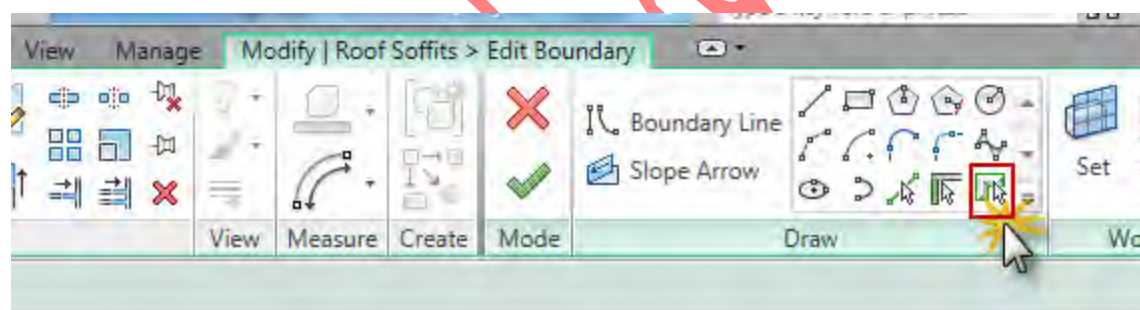 View Manage Modify | Roof Soffits > Edit Boundary
Boundary Line
Slope Arrow
Set
View Measure Create Mode Draw